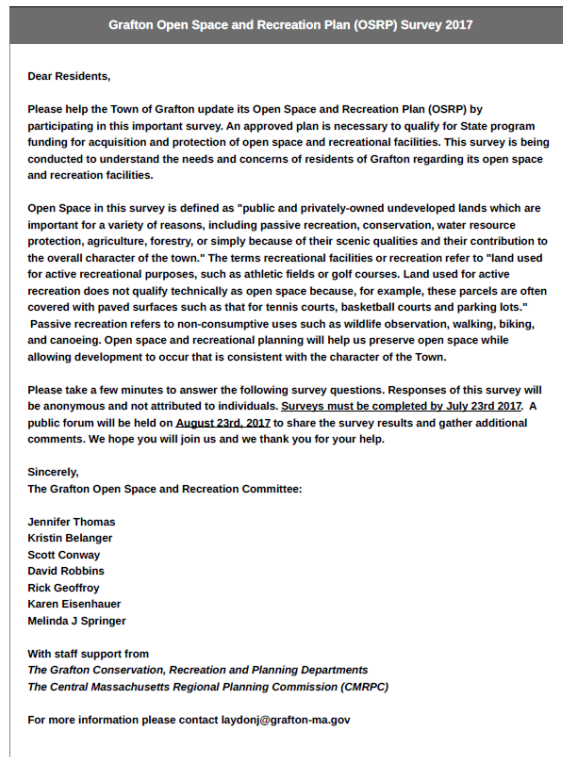 Grafton Open Space and Recreation Plan (OSRP) Survey 2017
Dear Residents,
Please help the Town of Grafton update its Open Space and Recreation Plan (OSRP) by
participating in this important survey. An approved plan is necessary to qualify for State program
funding for acquisition and protection of open space and recreational facilities. This survey is being
conducted to understand the needs and concerns of residents of Grafton regarding its open space
and recreation facilities.
Open Space in this survey is defined as "public and privately-owned undeveloped lands which are
important for a variety of reasons, including passive recreation, conservation, water resource
protection, agriculture, forestry, or simply because of their scenic qualities and their contribution to
the overall character of the town." The terms recreational facilities or recreation refer to "land used
for active recreational purposes, such as athletic fields or golf courses. Land used for active
recreation does not qualify technically as open space because, for example, these parcels are often
covered with paved surfaces such as that for tennis courts, basketball courts and parking lots."
Passive recreation refers to non-consumptive uses such as wildlife observation, walking, biking,
and canoeing. Open space and recreational planning will help us preserve open space while
allowing development to occur that is consistent with the character of the Town.
Please take a few minutes to answer the following survey questions. Responses of this survey will
be anonymous and not attributed to individuals. Surveys must be completed by July 23rd 2017. A
public forum will be held on August 23rd, 2017 to share the survey results and gather additional
comments. We hope you will join us and we thank you for your help.
Sincerely,
The Grafton Open Space and Recreation Committee:
Jennifer Thomas
Kristin Belanger
Scott Conway
David Robbins
Rick Geoffroy
Karen Eisenhauer
Melinda J Springer
With staff support from
The Grafton Conservation, Recreation and Planning Departments
The Central Massachusetts Regional Planning Commission (CMRPC)
For more information please contact laydonj@grafton-ma.gov